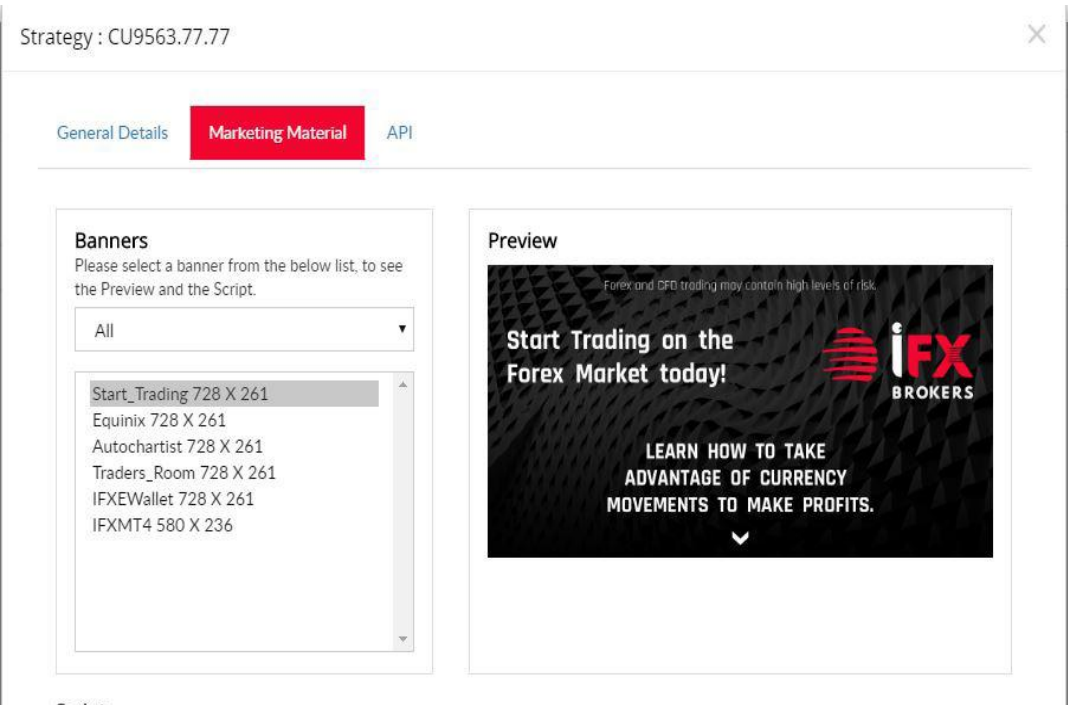 Strategy : CU9563.77.77
General Details
Marketing Material
API
Banners
Please select a banner from the below list, to see
the Preview and the Script.
All
Start_Trading 728 X 261
Equinix 728 X 261
Autochartist 728 X 261
Traders_Room 728 X 261
IFXEWallet 728 X 261
IFXMT4 580 X 236
Preview
Forex and CFD trading may contain high levels of risk.
Start Trading on the
Forex Market today!
iFX
BROKERS
LEARN HOW TO TAKE
ADVANTAGE OF CURRENCY
MOVEMENTS TO MAKE PROFITS.